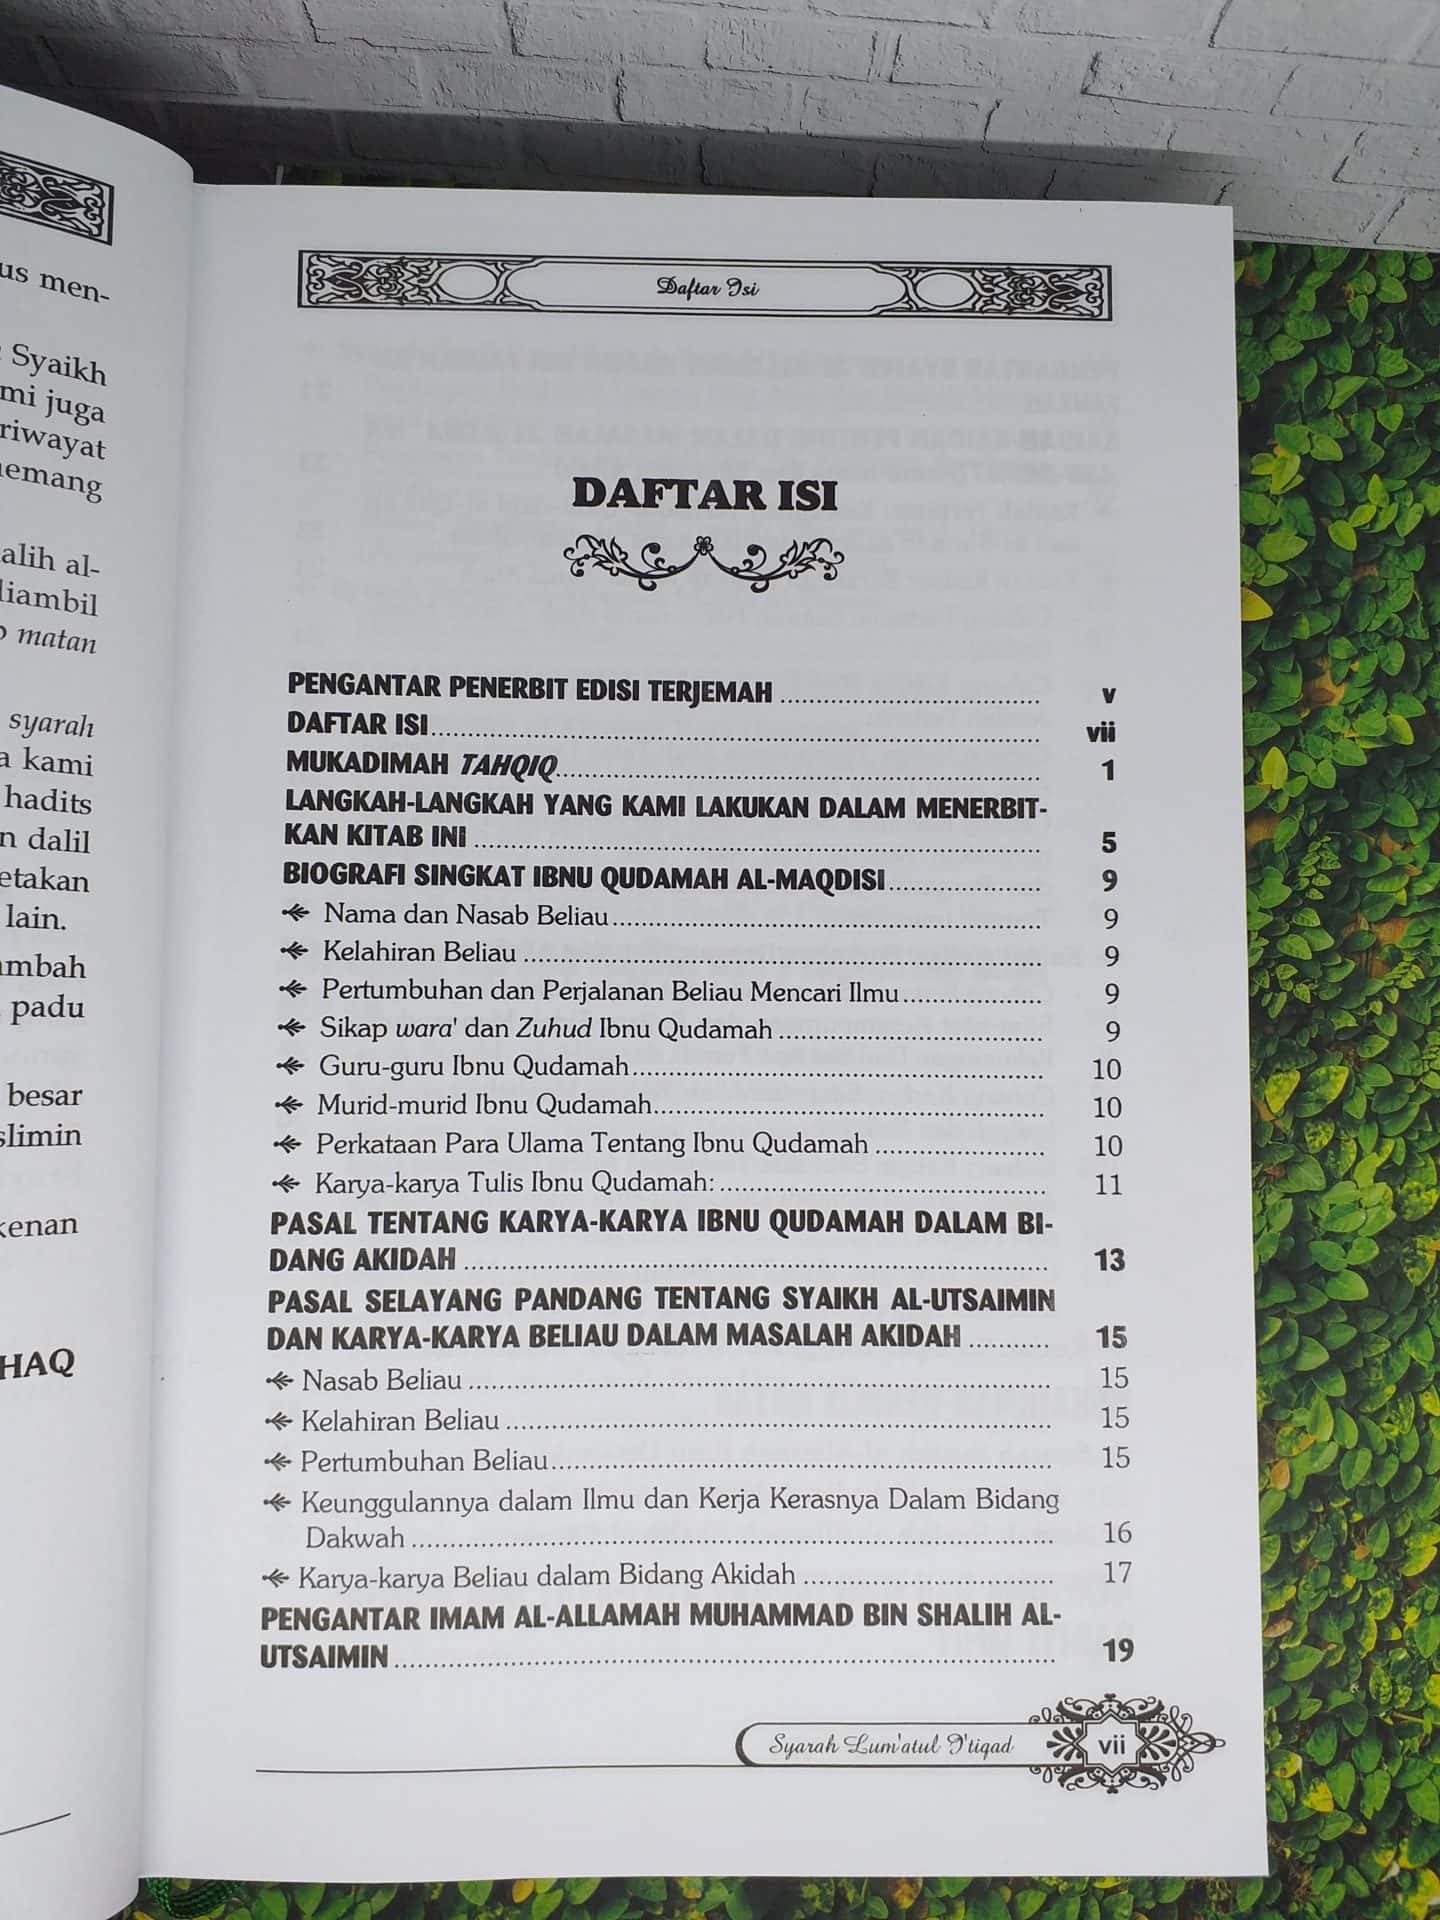 us men-
Syaikh
mi juga
riwayat
emang
alih al-
diambil
matan
syarah
a kami
hadits
n dalil
etakan
lain.
mbah
padu
besar
slimin
kenan
HAQ
Daftar Isi
DAFTAR ISI
PENGANTAR PENERBIT EDISI TERJEMAH ........ v
DAFTAR ISI ........ vii
MUKADIMAH TAHQIQ ........ 1
LANGKAH-LANGKAH YANG KAMI LAKUKAN DALAM MENERBIT-
KAN KITAB INI ........ 5
BIOGRAFI SINGKAT IBNU QUDAMAH AL-MAQDISI ........ 9
Nama dan Nasab Beliau ........ 9
Kelahiran Beliau ........ 9
Pertumbuhan dan Perjalanan Beliau Mencari Ilmu ........ 9
Sikap wara' dan Zuhud Ibnu Qudamah ........ 9
Guru-guru Ibnu Qudamah ........ 10
Murid-murid Ibnu Qudamah ........ 10
Perkataan Para Ulama Tentang Ibnu Qudamah ........ 10
Karya-karya Tulis Ibnu Qudamah: ........ 11
PASAL TENTANG KARYA-KARYA IBNU QUDAMAH DALAM BI-
DANG AKIDAH ........ 13
PASAL SELAYANG PANDANG TENTANG SYAIKH AL-UTSAIMIN
DAN KARYA-KARYA BELIAU DALAM MASALAH AKIDAH ........ 15
Nasab Beliau ........ 15
Kelahiran Beliau ........ 15
Pertumbuhan Beliau ........ 15
Keunggulannya dalam Ilmu dan Kerja Kerasnya Dalam Bidang
Dakwah ........ 16
Karya-karya Beliau dalam Bidang Akidah ........ 17
PENGANTAR IMAM AL-ALLAMAH MUHAMMAD BIN SHALIH AL-
UTSAIMIN ........ 19
Syarah Lum'atul I'tiqad vii